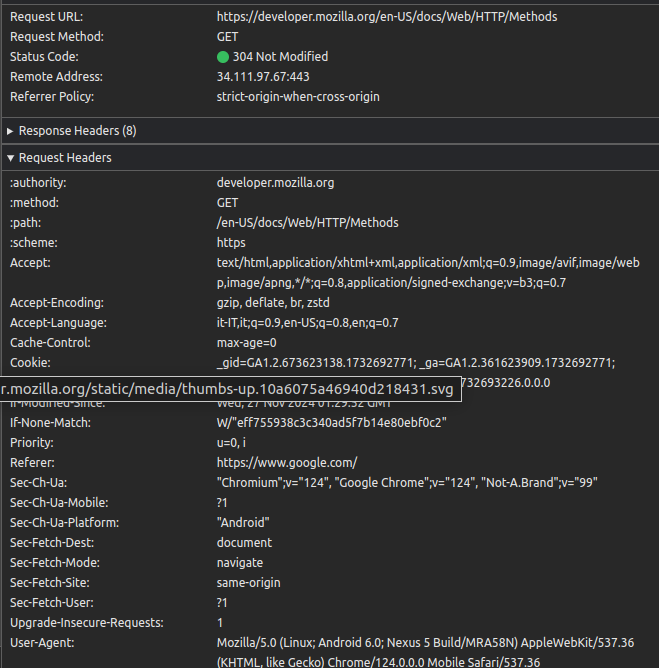 Request URL: https://developer.mozilla.org/en-US/docs/Web/HTTP/Methods
Request Method: GET
Status Code: 304 Not Modified
Remote Address: 34.111.97.67:443
Referrer Policy: strict-origin-when-cross-origin
Response Headers (8)
Request Headers
:authority: developer.mozilla.org
:method: GET
:path: /en-US/docs/Web/HTTP/Methods
:scheme: https
Accept: text/html,application/xhtml+xml,application/xml;q=0.9,image/avif,image/web
p,image/apng,*/*;q=0.8,application/signed-exchange;v=b3;q=0.7
Accept-Encoding: gzip, deflate, br, zstd
Accept-Language: it-IT,it;q=0.9,en-US;q=0.8,en;q=0.7
Cache-Control: max-age=0
Cookie: _gid=GA1.2.673623138.1732692771; _ga=GA1.2.361623909.1732692771;
r.mozilla.org/static/media/thumbs-up.10a6075a46940d218431.svg 732693226.0.0.0
If-Modified-Since: Wed, 27 Nov 2024 01:29:32 GMT
If-None-Match: W/"eff755938c3c340ad5f7b14e80ebf0c2"
Priority: u=0, i
Referer: https://www.google.com/
Sec-Ch-Ua: "Chromium";v="124", "Google Chrome";v="124", "Not-A.Brand";v="99"
Sec-Ch-Ua-Mobile: ?1
Sec-Ch-Ua-Platform: "Android"
Sec-Fetch-Dest: document
Sec-Fetch-Mode: navigate
Sec-Fetch-Site: same-origin
Sec-Fetch-User: ?1
Upgrade-Insecure-Requests: 1
User-Agent: Mozilla/5.0 (Linux; Android 6.0; Nexus 5 Build/MRA58N) AppleWebKit/537.36
(KHTML, like Gecko) Chrome/124.0.0.0 Mobile Safari/537.36